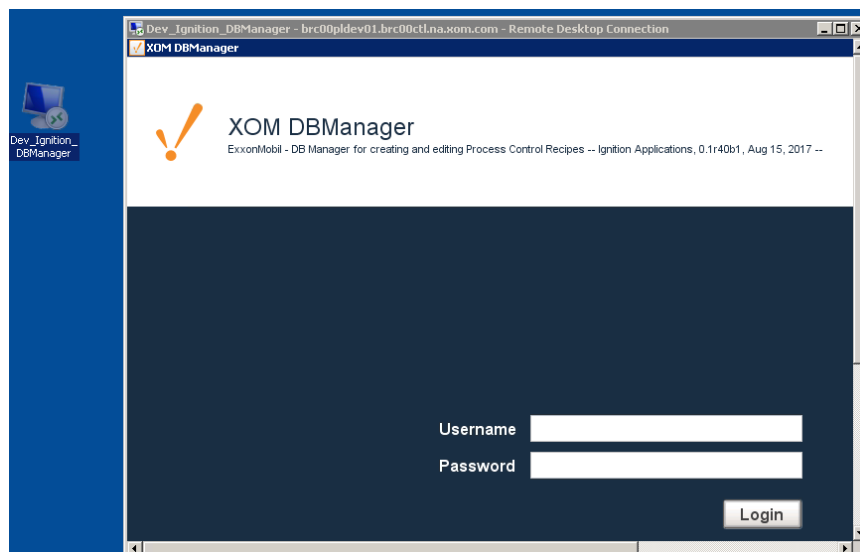 Dev_Ignition_DBManager - brc00pldev01.brc00ctl.na.xom.com - Remote Desktop Connection
XOM DBManager
XOM DBManager
ExxonMobil - DB Manager for creating and editing Process Control Recipes -- Ignition Applications, 0.1r40b1, Aug 15, 2017 --
Dev_Ignition_
DBManager
Username
Password
Login